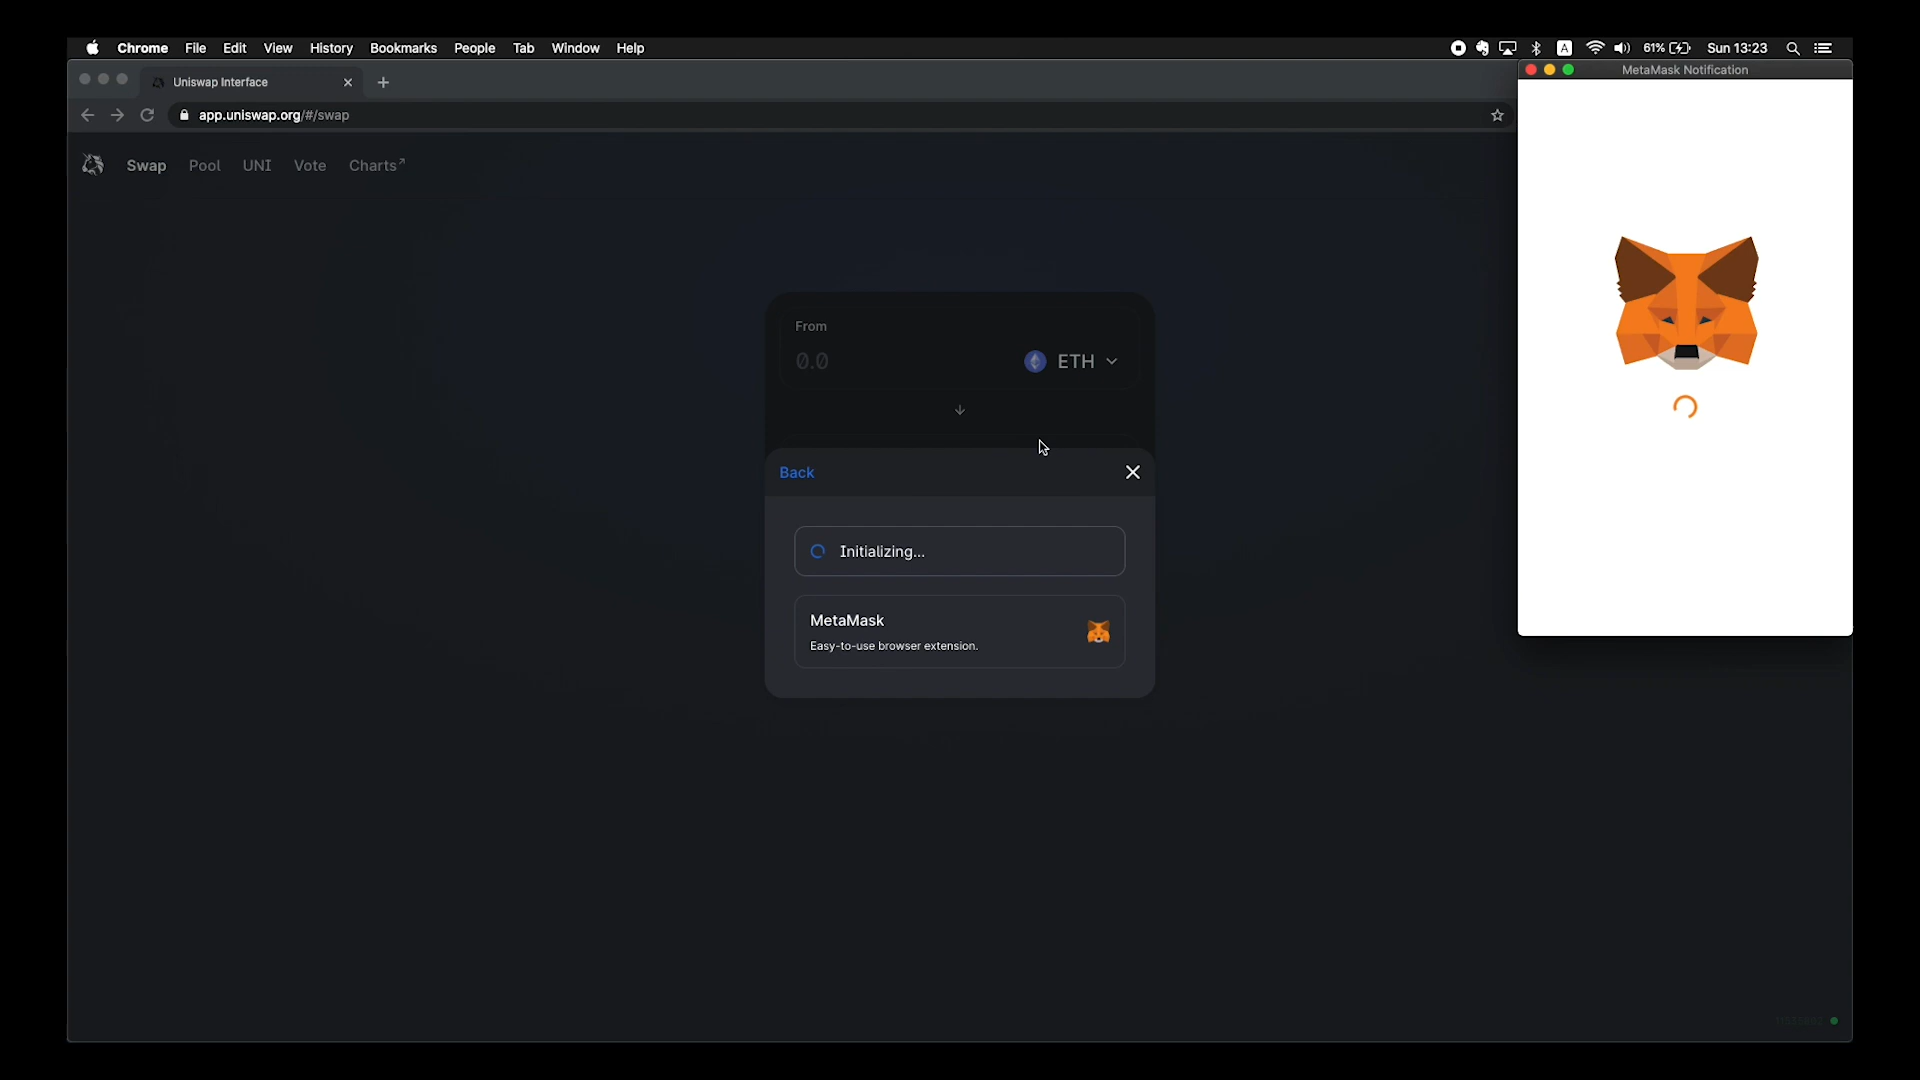 Chrome File Edit View History Bookmarks People Tab Window Help
A 61% Sun 13:23
Uniswap Interface
MetaMask Notification
app.uniswap.org/#/swap
Swap Pool UNI Vote Charts↗
From
0.0 ETH
Back
Initializing...
MetaMask
Easy-to-use browser extension.